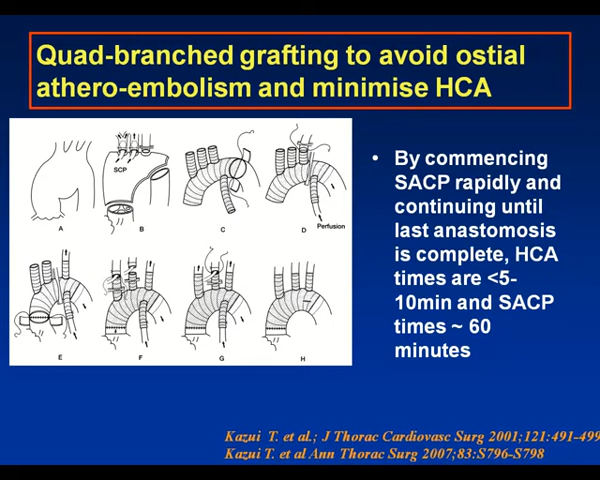 Quad-branched grafting to avoid ostial
athero-embolism and minimise HCA
SCP
A
B
C
D
Perfusion
E
F
G
H
• By commencing
SACP rapidly and
continuing until
last anastomosis
is complete, HCA
times are <5-
10min and SACP
times ~ 60
minutes
Kazui T. et al.; J Thorac Cardiovasc Surg 2001;121:491-499
Kazui T. et al Ann Thorac Surg 2007;83:S796-S798